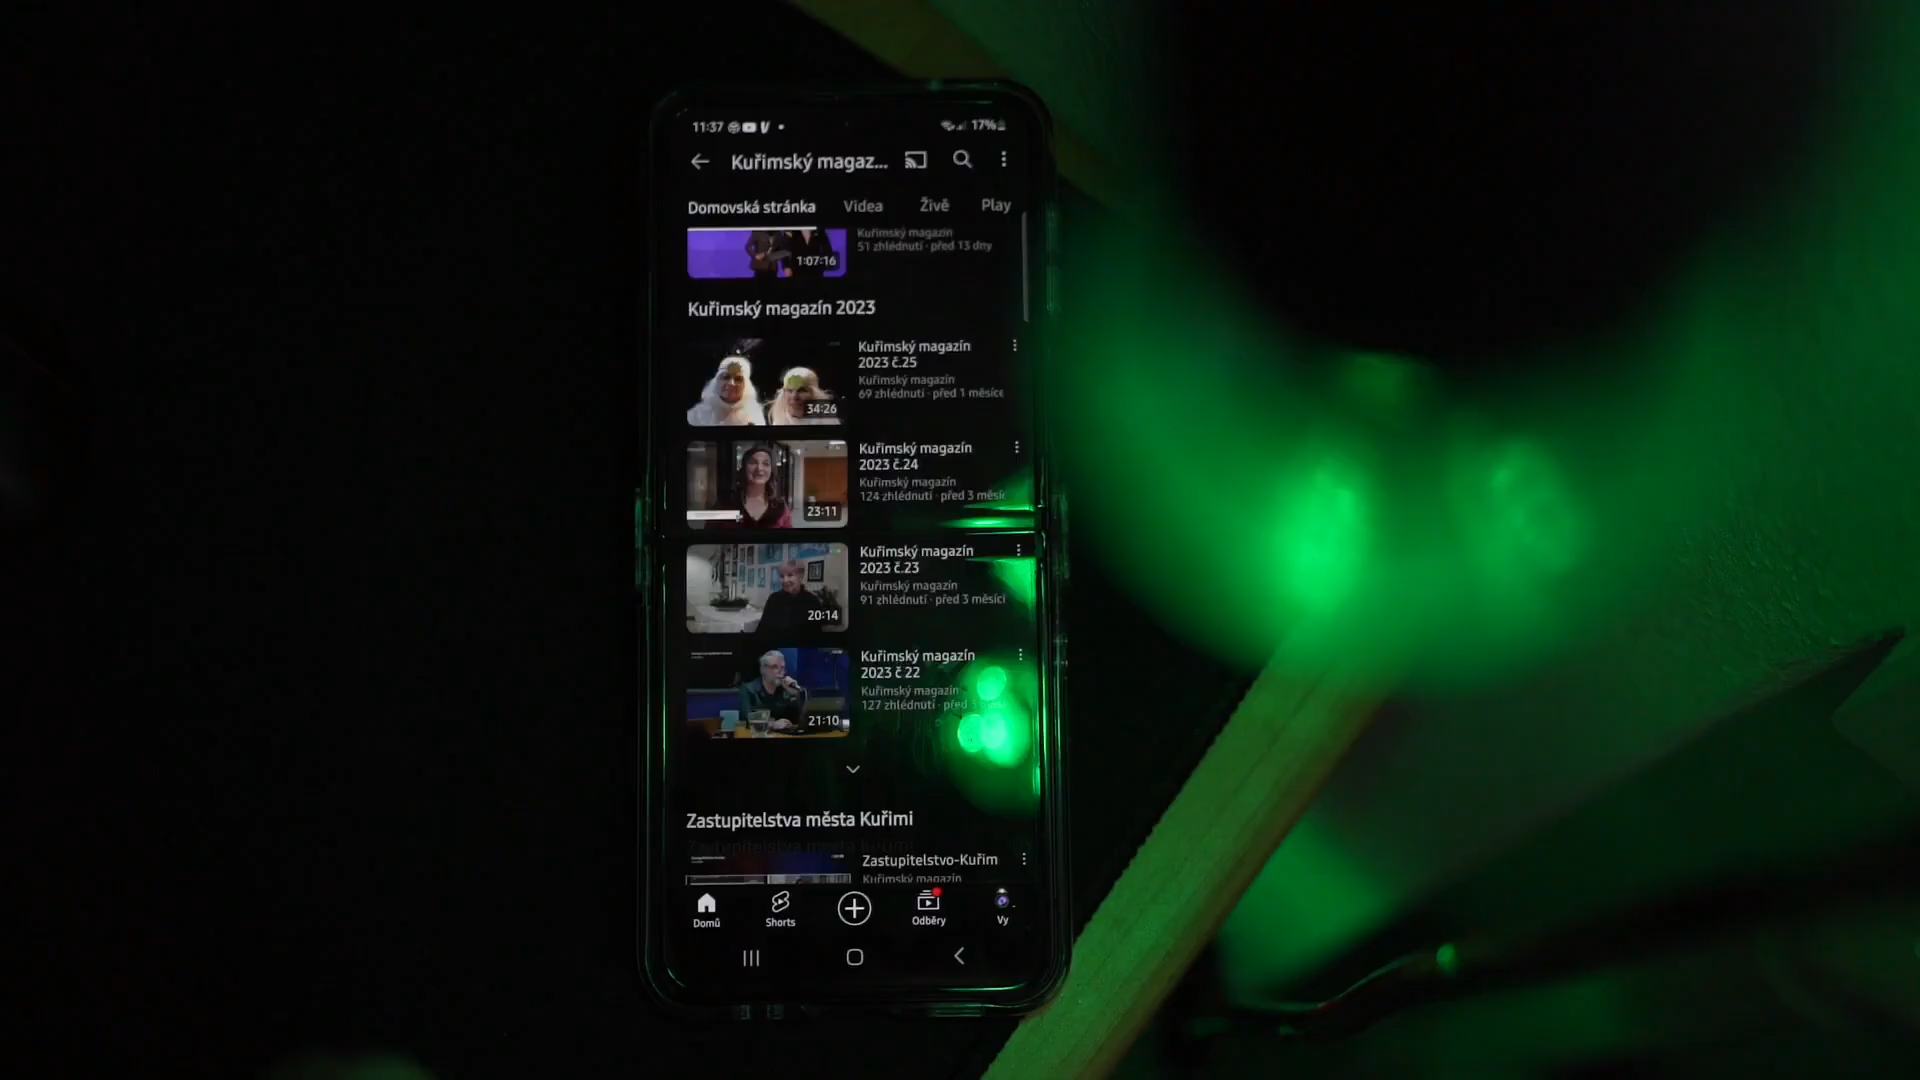 11:37
17%
Kuřimský magaz...
Domovská stránka Videa Živě Play
Kuřimský magazín
51 zhlédnutí · před 13 dny
1:07:16
Kuřimský magazín 2023
Kuřimský magazín
2023 č.25
Kuřimský magazín
69 zhlédnutí · před 1 měsíce
34:26
Kuřimský magazín
2023 č.24
Kuřimský magazín
124 zhlédnutí · před 3 měsíc
23:11
Kuřimský magazín
2023 č.23
Kuřimský magazín
91 zhlédnutí · před 3 měsíci
20:14
Kuřimský magazín
2023 č 22
Kuřimský magazín
127 zhlédnutí · před
21:10
Zastupitelstva města Kuřimi
Zastupitelstvo-Kuřim
Kuřimský magazín
Domů Shorts Odběry Vy